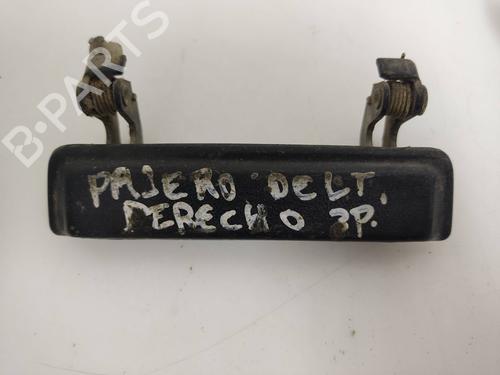 B-PARTS
PAJERO DELT.
DERECHO 3P.